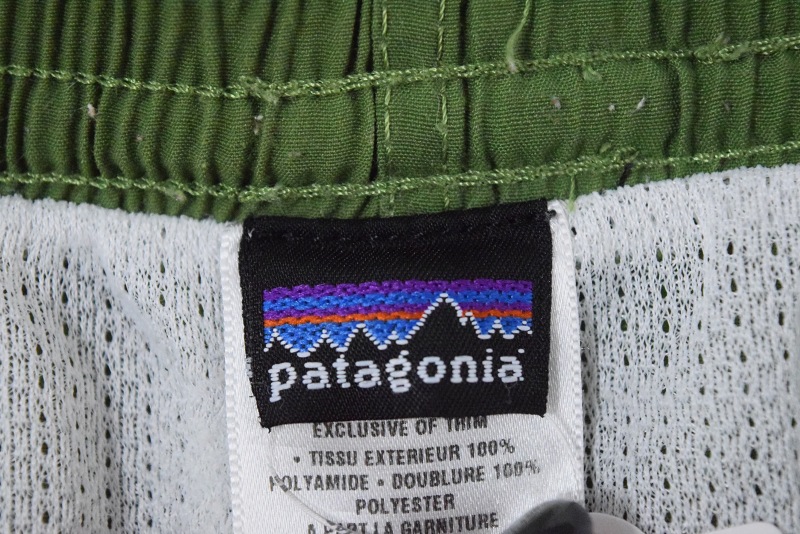 patagonia
EXCLUSIVE OF TRIM
• TISSU EXTERIEUR 100%
POLYAMIDE • DOUBLURE 100%
POLYESTER
A PART LA GARNITURE